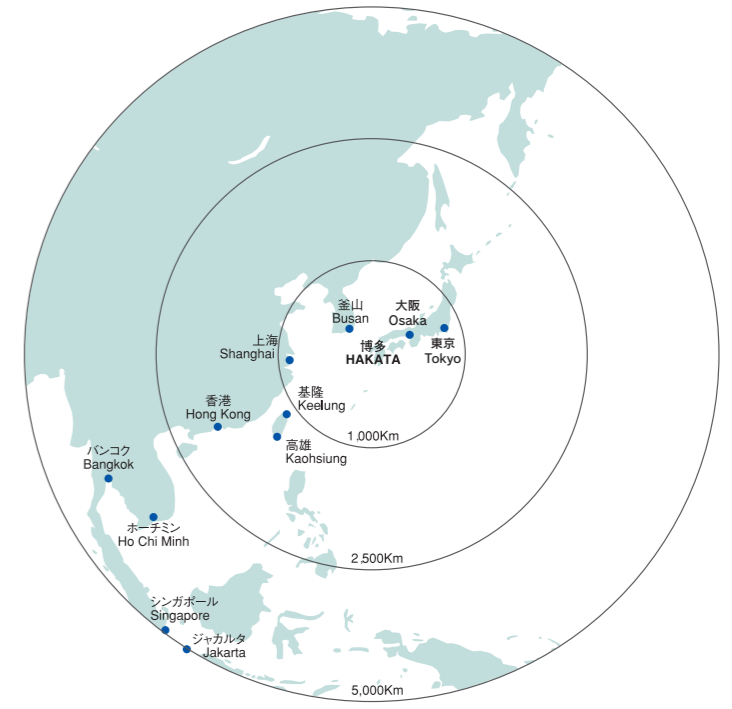 釜山
Busan
大阪
Osaka
博多
HAKATA
東京
Tokyo
上海
Shanghai
基隆
Keelung
香港
Hong Kong
1,000Km
高雄
Kaohsiung
バンコク
Bangkok
ホーチミン
Ho Chi Minh
2,500Km
シンガポール
Singapore
ジャカルタ
Jakarta
5,000Km